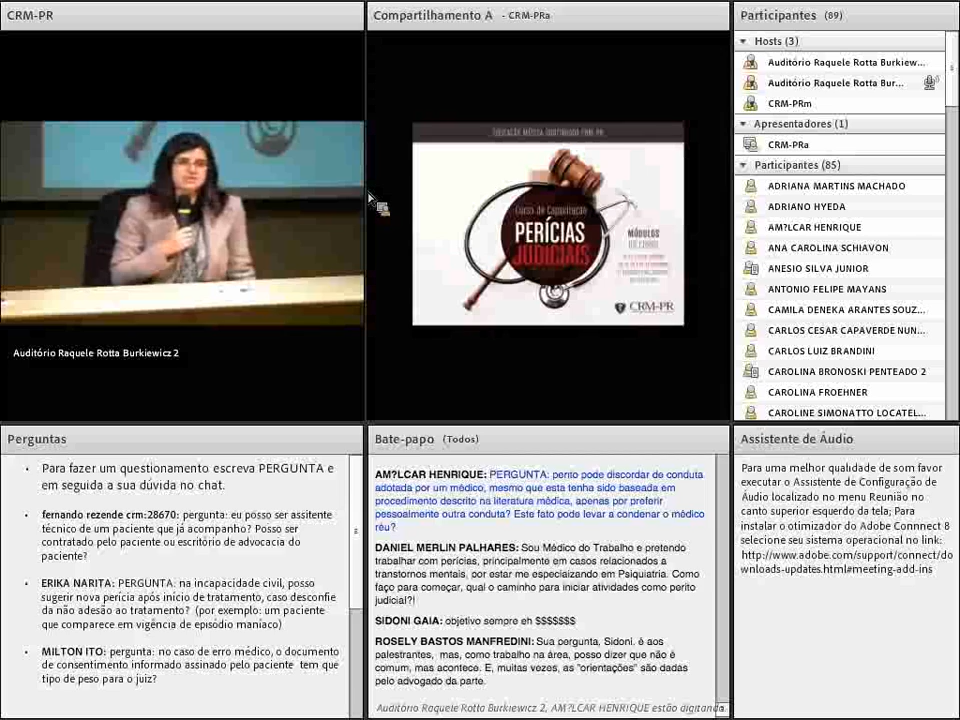 CRM-PR
Auditório Raquele Rotta Burkiewicz 2
Compartilhamento A - CRM-PRa
EDUCAÇÃO MÉDICA CONTINUADA CRM-PR
Curso de Capacitação
PERÍCIAS
JUDICIAIS
MÓDULOS
CRM-PR
Participantes (89)
Hosts (3)
Auditório Raquele Rotta Burkiew...
Auditório Raquele Rotta Bur...
CRM-PRm
Apresentadores (1)
CRM-PRa
Participantes (85)
ADRIANA MARTINS MACHADO
ADRIANO HYEDA
AM?LCAR HENRIQUE
ANA CAROLINA SCHIAVON
ANESIO SILVA JUNIOR
ANTONIO FELIPE MAYANS
CAMILA DENEKA ARANTES SOUZ...
CARLOS CESAR CAPAVERDE NUN...
CARLOS LUIZ BRANDINI
CAROLINA BRONOSKI PENTEADO 2
CAROLINA FROEHNER
CAROLINE SIMONATTO LOCATEL...
Perguntas
• Para fazer um questionamento escreva PERGUNTA e
em seguida a sua dúvida no chat.
• fernando rezende crm:28670: pergunta: eu posso ser assitente
técnico de um paciente que já acompanho? Posso ser
contratado pelo paciente ou escritório de advocacia do
paciente?
• ERIKA NARITA: PERGUNTA: na incapacidade civil, posso
sugerir nova perícia após início de tratamento, caso desconfie
da não adesão ao tratamento? (por exemplo: um paciente
que comparece em vigência de episódio maníaco)
• MILTON ITO: pergunta: no caso de erro médico, o documento
de consentimento informado assinado pelo paciente tem que
tipo de peso para o juiz?
Bate-papo (Todos)
AM?LCAR HENRIQUE: PERGUNTA: perito pode discordar de conduta
adotada por um médico, mesmo que esta tenha sido baseada em
procedimento descrito na literatura médica, apenas por preferir
pessoalmente outra conduta? Este fato pode levar a condenar o médico
réu?
DANIEL MERLIN PALHARES: Sou Médico do Trabalho e pretendo
trabalhar com perícias, principalmente em casos relacionados a
transtornos mentais, por estar me especializando em Psiquiatria. Como
faço para começar, qual o caminho para iniciar atividades como perito
judicial?!
SIDONI GAIA: objetivo sempre eh $$$$$$$
ROSELY BASTOS MANFREDINI: Sua pergunta, Sidoni, é aos
palestrantes, mas, como trabalho na área, posso dizer que não é
comum, mas acontece. E, muitas vezes, as "orientações" são dadas
pelo advogado da parte.
Auditório Raquele Rotta Burkiewicz 2, AM?LCAR HENRIQUE estão digitando
Assistente de Áudio
Para uma melhor qualidade de som favor
executar o Assistente de Configuração de
Áudio localizado no menu Reunião no
canto superior esquerdo da tela; Para
instalar o otimizador do Adobe Connnect 8
selecione seu sistema operacional no link:
http://www.adobe.com/support/connect/do
wnloads-updates.html#meeting-add-ins